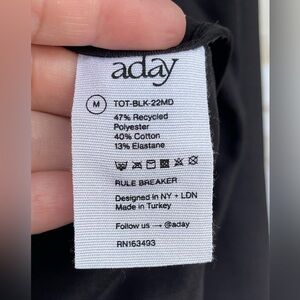 aday
M TOT-BLK-22MD
47% Recycled
Polyester
40% Cotton
13% Elastane
RULE BREAKER
Designed in NY + LDN
Made in Turkey
Follow us → @aday
RN163493